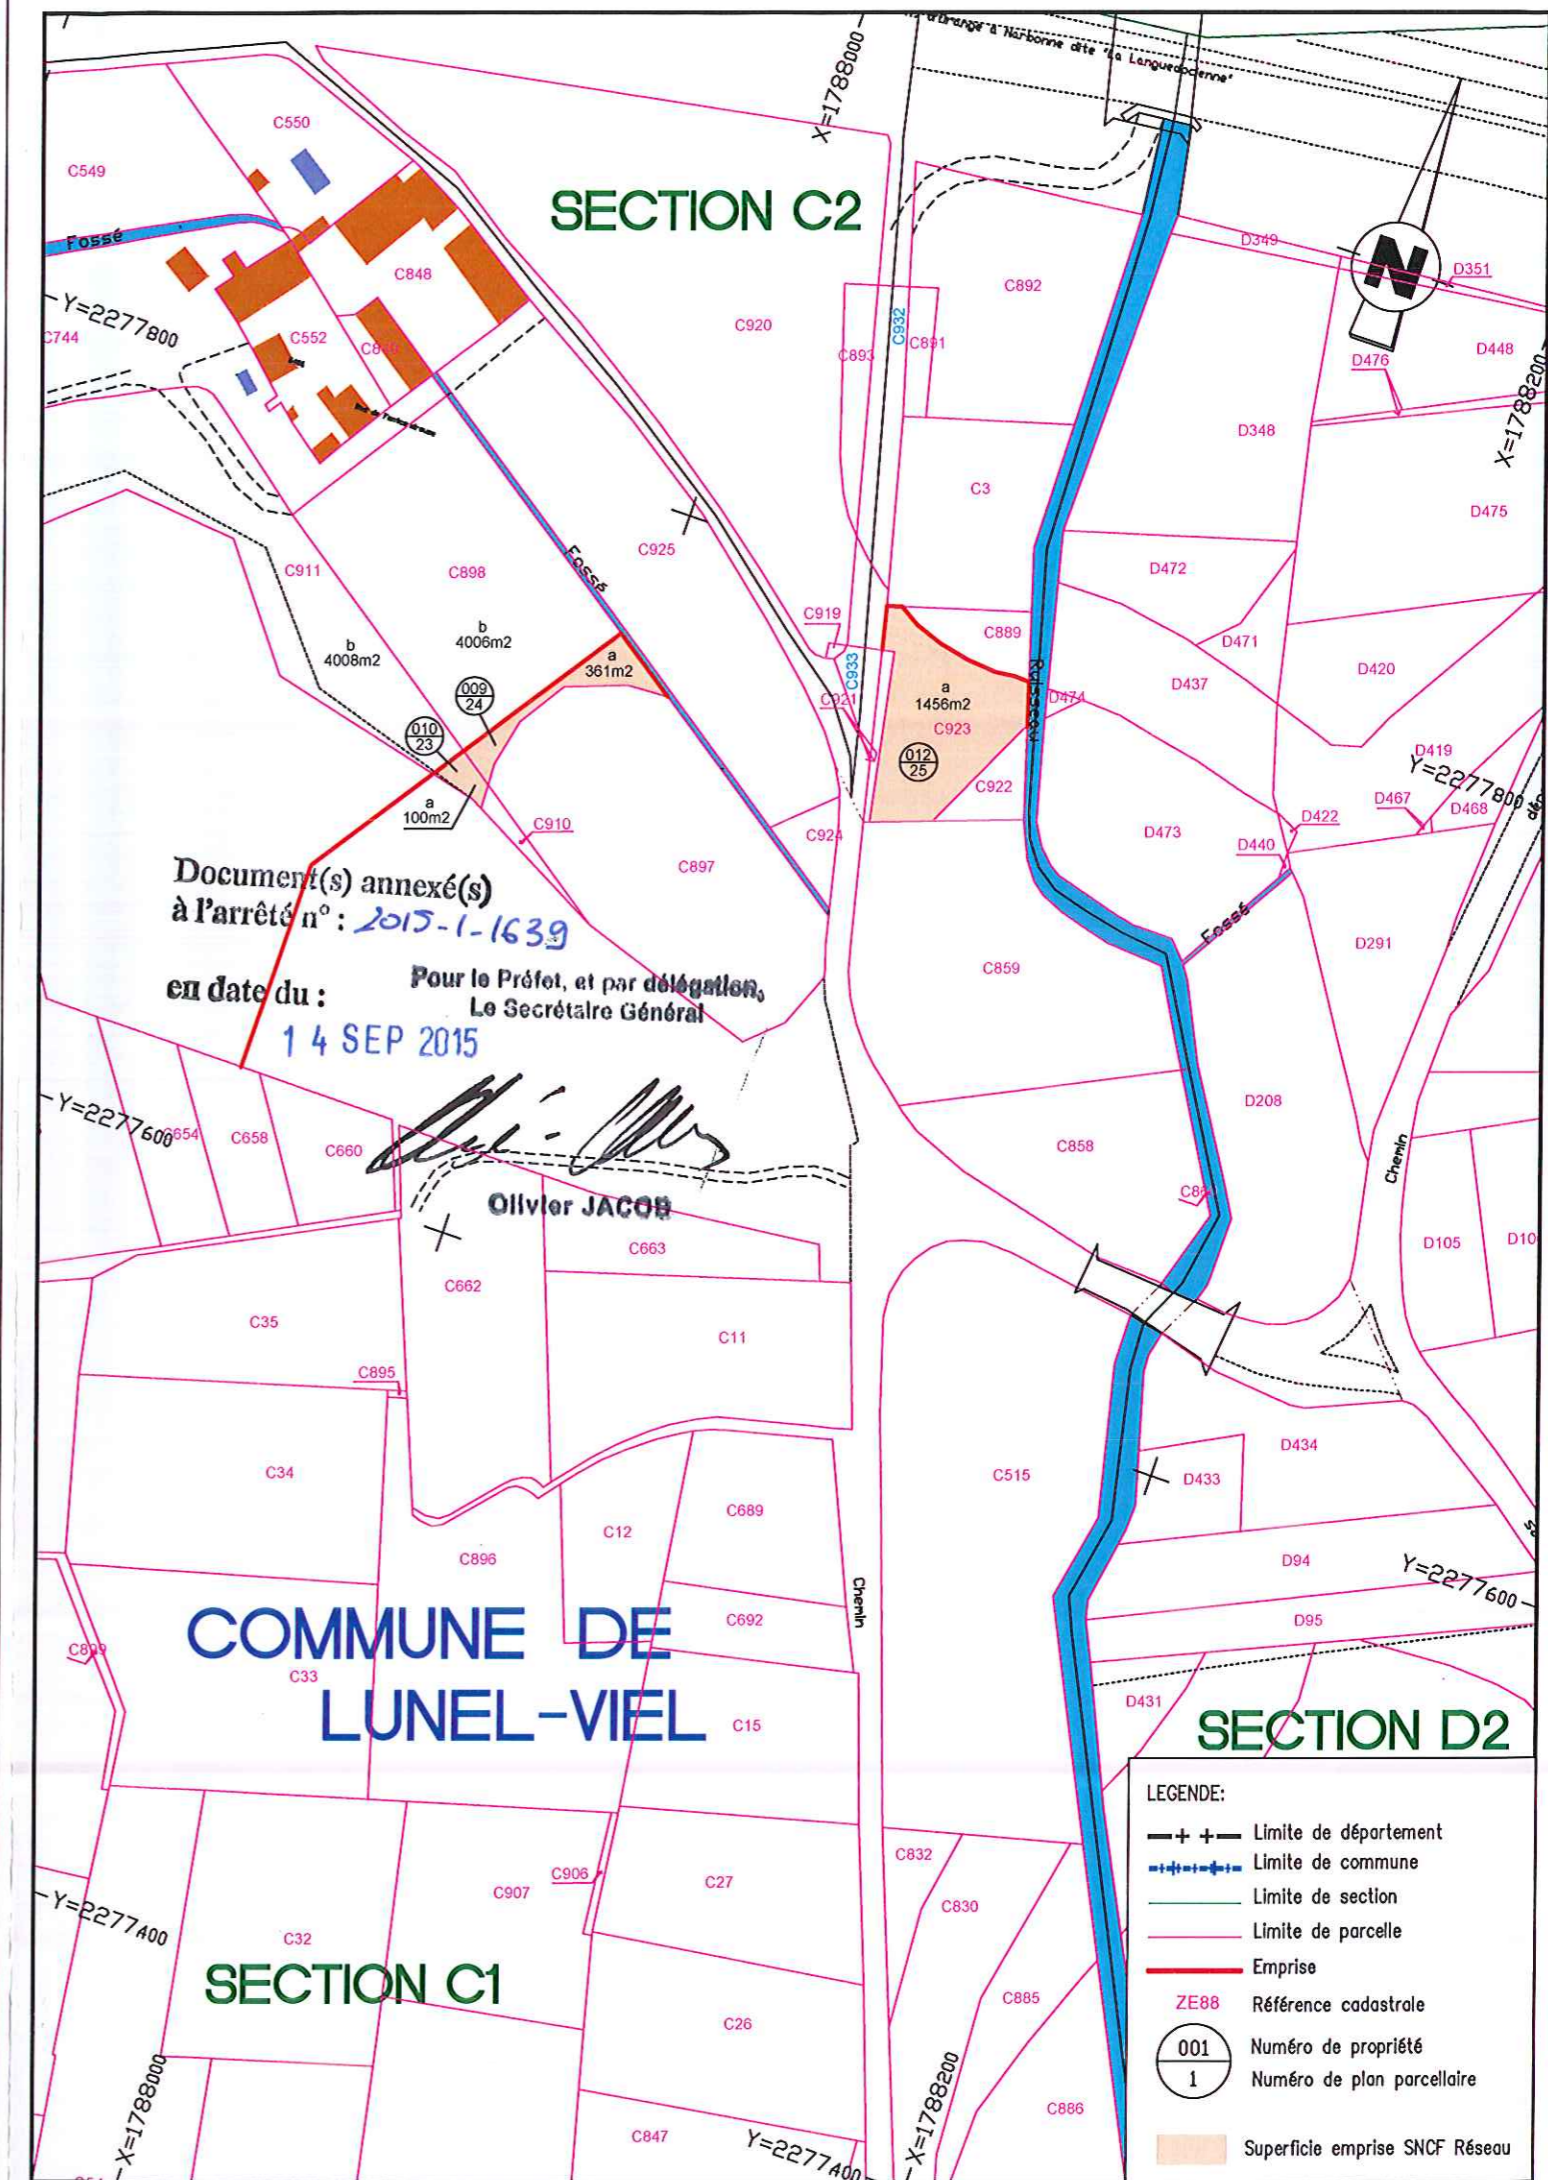 d'Orange à Narbonne dite "La Languedocienne"
X=1788000
C550
C549
SECTION C2
Fossé
C848
C892
D349
N
D351
Y=2277800
C744
C552
C920
C932
C893
C891
D448
D476
X=1788200
D348
C3
D475
Fossé
C925
C911
C898
D472
C919
C889
D471
b
4008m2
b
4006m2
a
361m2
C933
Ruisseau
D420
009
24
C921
a
1456m2
D474
D437
C923
010
23
012
25
D419
Y=2277800
a
100m2
C910
C922
D467
D468
C924
D473
D422
D440
C897
Document(s) annexé(s)
à l'arrêté n° : 2015-1-1639
Fossé
D291
C859
en date du :
Pour le Préfet, et par délégation,
Le Secrétaire Général
14 SEP 2015
Y=2277600
C654
C658
C660
D208
C858
Chemin
Olivier JACOB
C663
D105
C662
C35
C11
C895
C34
C515
D434
D433
C689
C12
C896
D94
Y=2277600
Chemin
COMMUNE DE
LUNEL-VIEL
C692
D95
C33
D431
C15
SECTION D2
C832
C906
C907
C27
C830
Y=2277400
C32
SECTION C1
C885
C26
X=1788000
X=1788200
C886
C847
Y=2277400
LEGENDE:
Limite de département
Limite de commune
Limite de section
Limite de parcelle
Emprise
ZE88 Référence cadastrale
001 Numéro de propriété
1 Numéro de plan parcellaire
Superficie emprise SNCF Réseau